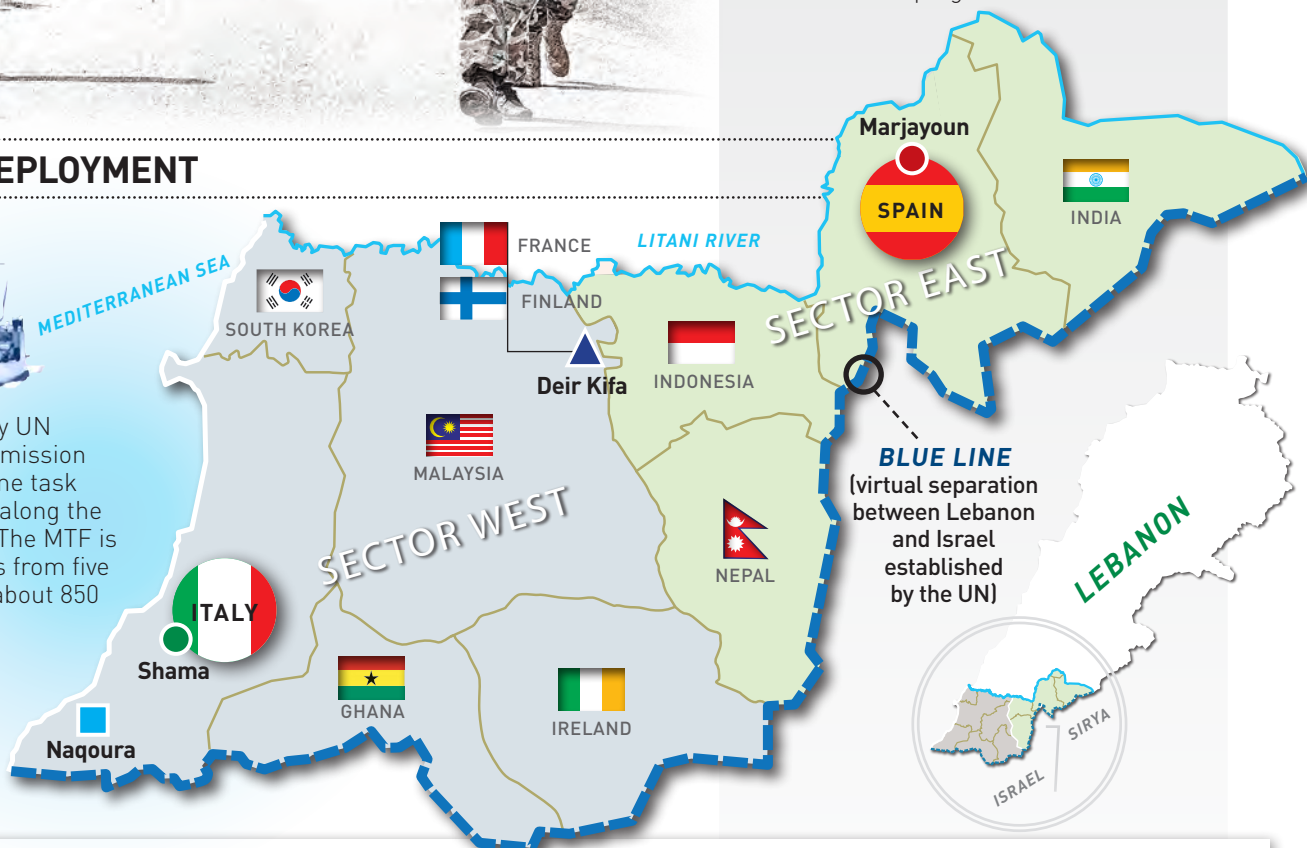 EPLOYMENT
Marjayoun
SPAIN
INDIA
FRANCE
LITANI RIVER
MEDITERRANEAN SEA
SOUTH KOREA
FINLAND
SECTOR EAST
Deir Kifa
INDONESIA
MALAYSIA
SECTOR WEST
NEPAL
BLUE LINE
(virtual separation
between Lebanon
and Israel
established
by the UN)
y UN
mission
ne task
along the
The MTF is
s from five
about 850
ITALY
Shama
GHANA
IRELAND
Naqoura
LEBANON
SIRYA
ISRAEL